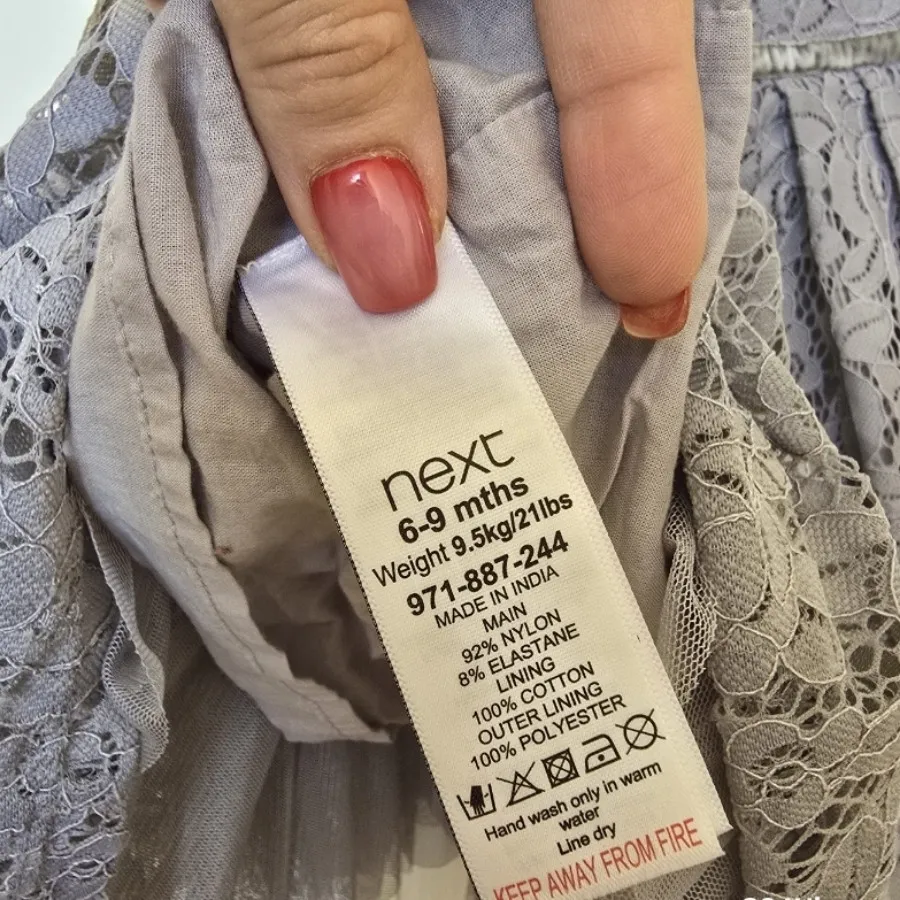 next
6-9 mths
Weight 9.5kg/21lbs
971-887-244
MADE IN INDIA
MAIN
92% NYLON
8% ELASTANE
LINING
100% COTTON
OUTER LINING
100% POLYESTER
Hand wash only in warm
water
Line dry
KEEP AWAY FROM FIRE